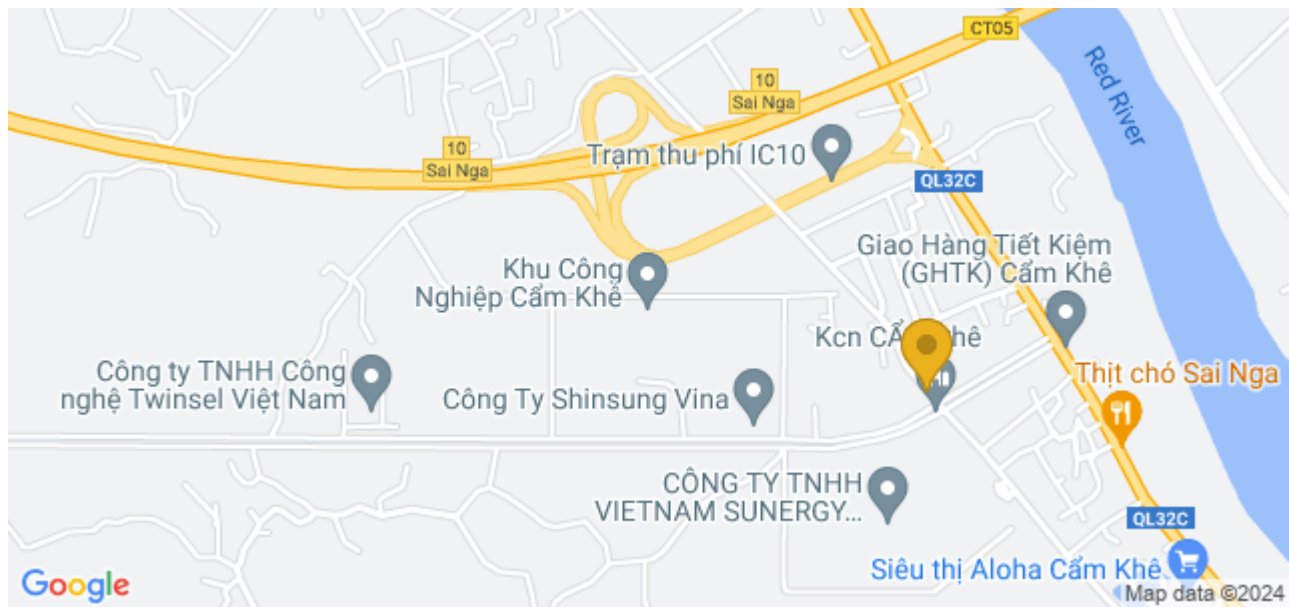 CT05
Red River
10
Sai Nga
10
Sai Nga
Trạm thu phí IC10
QL32C
Giao Hàng Tiết Kiệm
(GHTK) Cẩm Khê
Khu Công
Nghiệp Cẩm Khê
Kcn CẨ
hê
Công ty TNHH Công
nghệ Twinsel Việt Nam
Công Ty Shinsung Vina
Thịt chó Sai Nga
CÔNG TY TNHH
VIETNAM SUNERGY...
QL32C
Siêu thị Aloha Cẩm Khê
Google
Map data ©2024